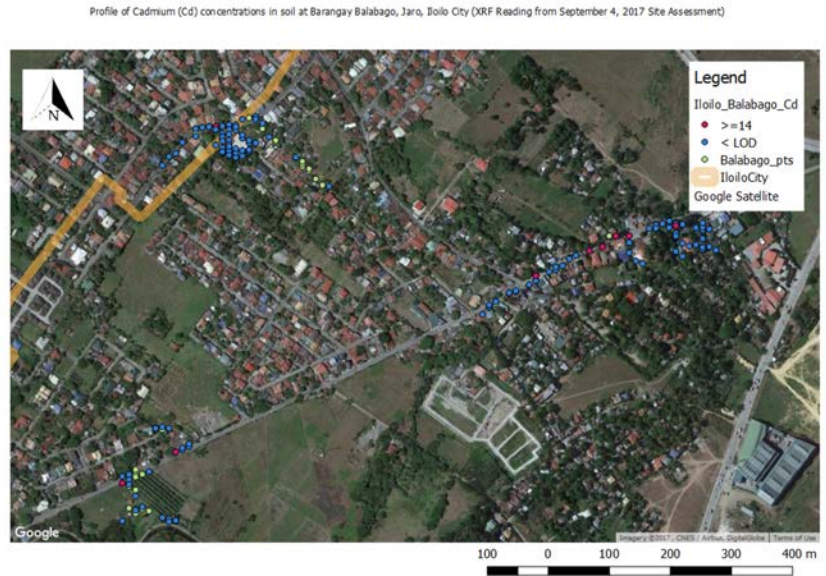 Profile of Cadmium (Cd) concentrations in soil at Barangay Balabago, Jaro, Iloilo City (XRF Reading from September 4, 2017 Site Assessment)
N
Legend
Iloilo_Balabago_Cd
>=14
< LOD
Balabago_pts
IloiloCity
Google Satellite
Google
Imagery ©2017, CNES / Airbus, DigitalGlobe
Terms of Use
100 0 100 200 300 400 m